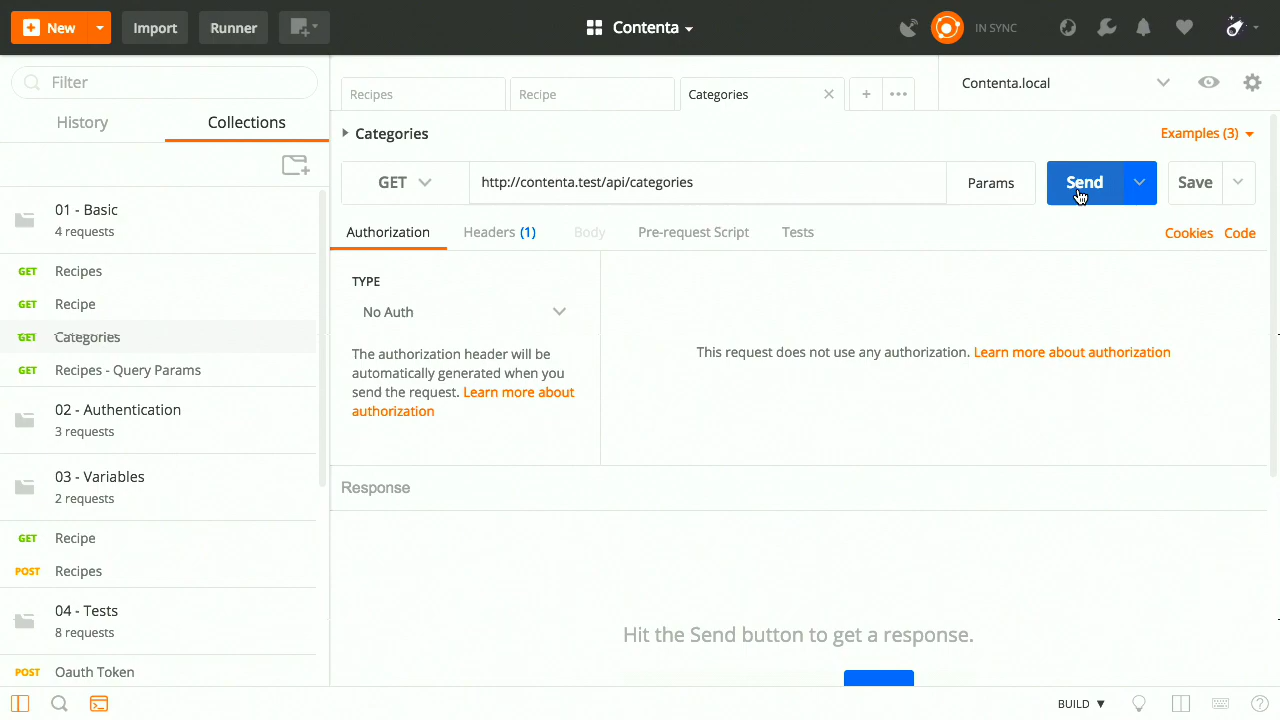 New
Import
Runner
Contenta
IN SYNC
Filter
History
Collections
01 - Basic
4 requests
GET Recipes
GET Recipe
GET Categories
GET Recipes - Query Params
02 - Authentication
3 requests
03 - Variables
2 requests
GET Recipe
POST Recipes
04 - Tests
8 requests
POST Oauth Token
Recipes
Recipe
Categories
Contenta.local
Categories
Examples (3)
GET
http://contenta.test/api/categories
Params
Send
Save
Authorization
Headers (1)
Body
Pre-request Script
Tests
Cookies
Code
TYPE
No Auth
The authorization header will be
automatically generated when you
send the request. Learn more about
authorization
This request does not use any authorization. Learn more about authorization
Response
Hit the Send button to get a response.
BUILD